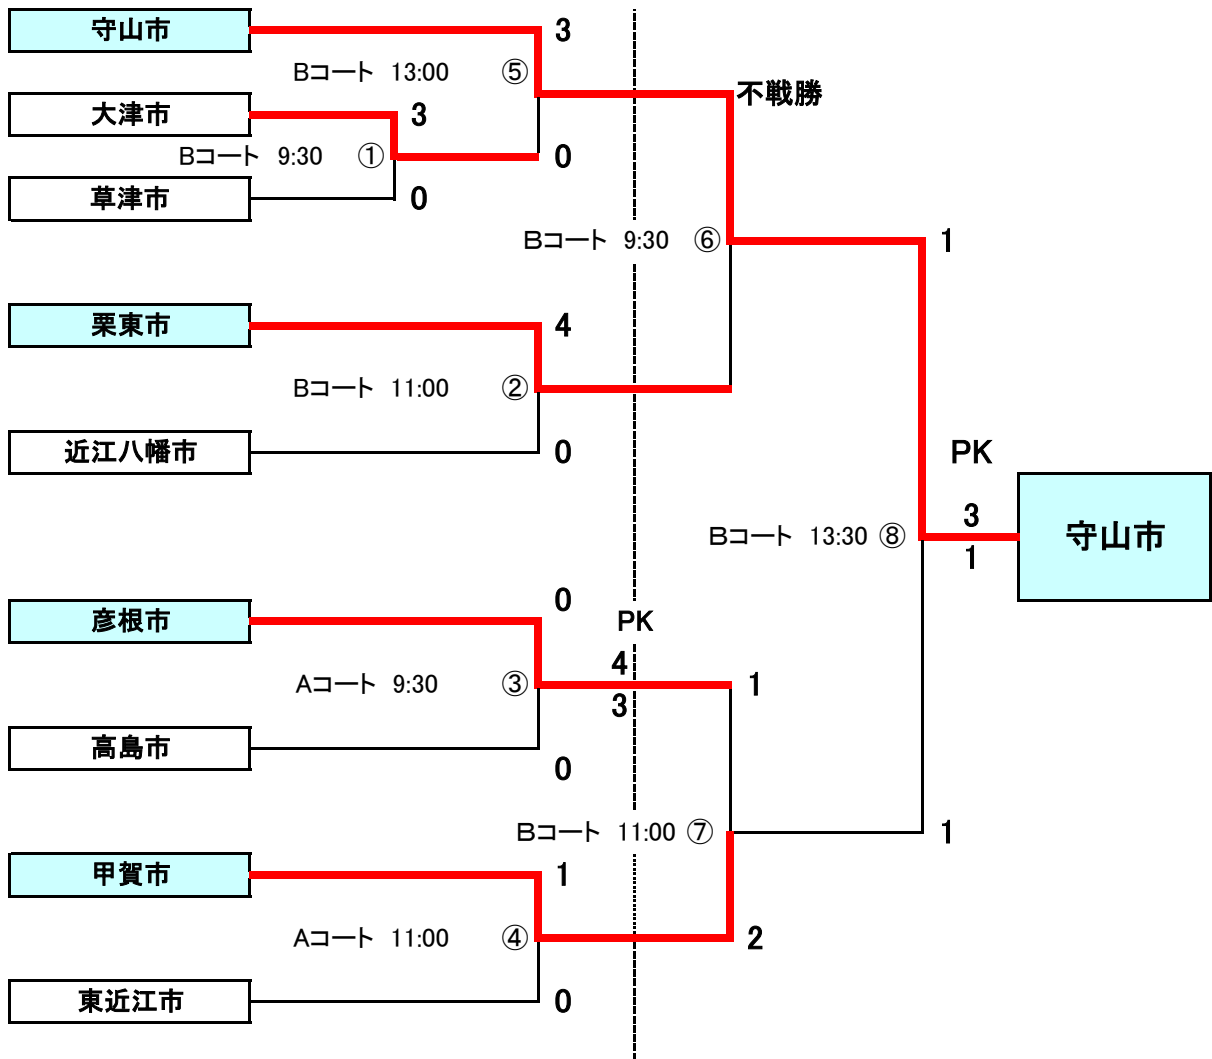 守山市
3
Bコート 13:00 ⑤
不戦勝
大津市
3
Bコート 9:30 ①
0
草津市
0
Bコート 9:30 ⑥
1
栗東市
4
Bコート 11:00 ②
近江八幡市
0
PK
3
Bコート 13:30 ⑧
1
守山市
0
彦根市
PK
4
Aコート 9:30 ③
3
1
高島市
0
Bコート 11:00 ⑦
1
甲賀市
1
Aコート 11:00 ④
2
東近江市
0